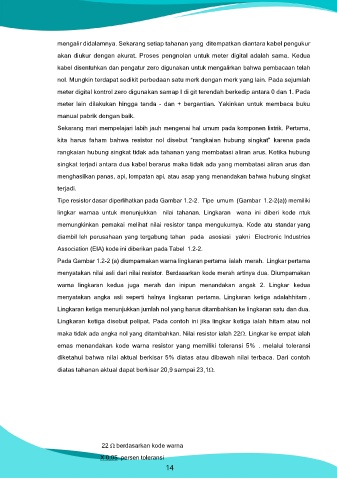 mengalir didalamnya. Sekarang setiap tahanan yang ditempatkan diantara kabel pengukur
akan diukur dengan akurat. Proses pengnolan untuk meter digital adalah sama. Kedua
kabel disentuhkan dan pengatur zero digunakan untuk mengalirkan bahwa pembacaan telah
nol. Mungkin terdapat sedikit perbedaan satu merk dengan merk yang lain. Pada sejumlah
meter digital kontrol zero digunakan samap t di git terendah berkedip antara 0 dan 1. Pada
meter lain dilakukan hingga tanda - dan + bergantian. Yakinkan untuk membaca buku
manual pabrik dengan baik.
Sekarang mari mempelajari labih jauh mengenai hal umum pada komponen listrik. Pertama,
kita harus faham bahwa resistor nol disebut "rangkaian hubung singkat" karena pada
rangkaian hubung singkat tidak ada tahanan yang membatasi aliran arus. Ketika hubung
singkat terjadi antara dua kabel berarus maka tidak ada yang membatasi aliran arus dan
menghasilkan panas, api, lompatan api, atau asap yang menandakan bahwa hubung singkat
terjadi.
Tipe resistor dasar diperlihatkan pada Gambar 1.2-2. Tipe umum (Gambar 1.2-2(a)) memiliki
lingkar warnaa untuk menunjukkan nilai tahanan. Lingkaran wana ini diberi kode ntuk
memungkinkan pemakai melihat nilai resistor tanpa mengukurnya. Kode atu standar yang
diambil leh perusahaan yang tergabung tahan pada asosiasi yakni Electronic Industries
Association (EIA) kode ini diberikan pada Tabel 1.2-2.
Pada Gambar 1.2-2 (a) diumpamakan warna lingkaran pertama ialah merah. Lingkar pertama
menyatakan nilai asli dari nilai resistor. Berdasarkan kode merah artinya dua. Diumpamakan
warna lingkaran kedua juga merah dan inipun menandakan angak 2. Lingkar kedua
menyatakan angka asli seperti halnya lingkaran pertama. Lingkaran ketiga adalahhitam .
Lingkaran ketiga menunjukkan jumlah nol yang harus ditambahkan ke lingkaran satu dan dua.
Lingkaran ketiga disebut pelipat. Pada contoh ini jika lingkar ketiga ialah hitam atau nol
maka tidak ada angka nol yang ditambahkan. Nilai resistor ialah 22Ω. Lingkar ke empat ialah
emas menandakan kode warna resistor yang memiliki toleransi 5% . melalui toleransi
diketahui bahwa nilai aktual berkisar 5% diatas atau dibawah nilai terbaca. Dari contoh
diatas tahanan aktual dapat berkisar 20,9 sampai 23,1Ω.
22 Ω berdasarkan kode warna
x 0,05 persen toleransi
14